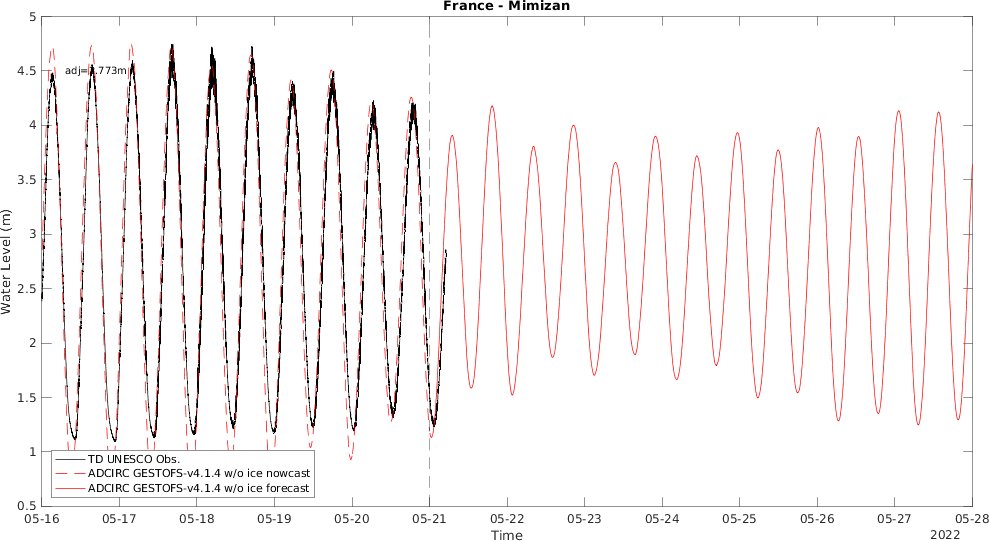 France - Mimizan
5
4.5
4
3.5
3
2.5
2
1.5
1
0.5
Water Level (m)
TD UNESCO Obs.
ADCIRC GESTOFS-v4.1.4 w/o ice nowcast
ADCIRC GESTOFS-v4.1.4 w/o ice forecast
05-16 05-17 05-18 05-19 05-20 05-21 05-22 05-23 05-24 05-25 05-26 05-27 05-28
Time
2022